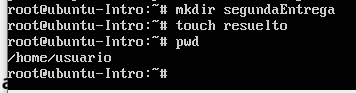 root@ubuntu-Intro:~# mkdir segundaEntrega
root@ubuntu-Intro:~# touch resuelto
root@ubuntu-Intro:~# pwd
/home/usuario
root@ubuntu-Intro:~#